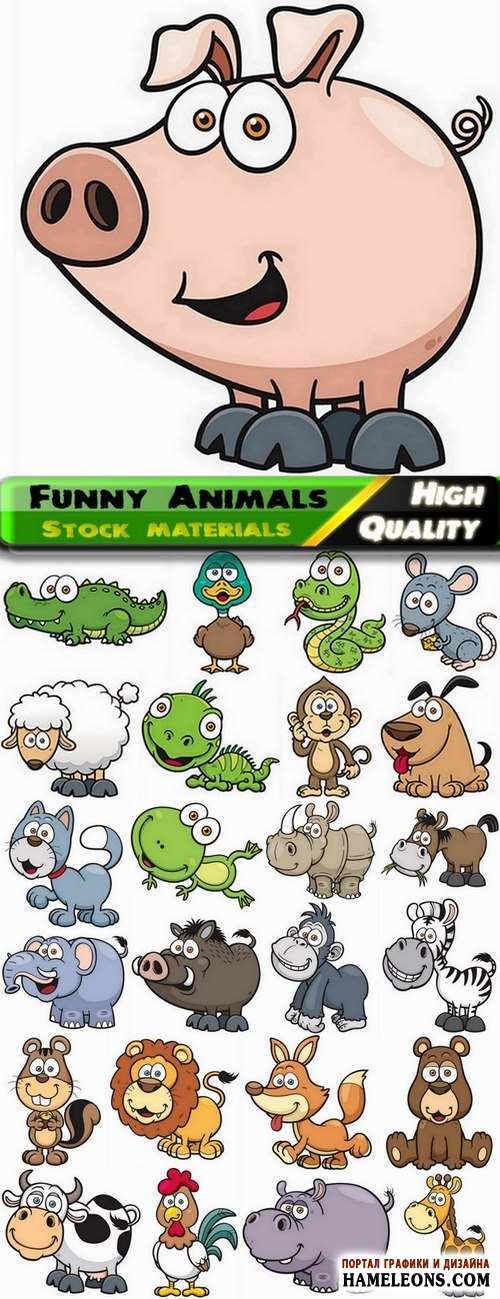 Funny Animals
Stock materials
High
Quality
ПОРТАЛ ГРАФИКИ И ДИЗАЙНА
HAMELEONS.COM